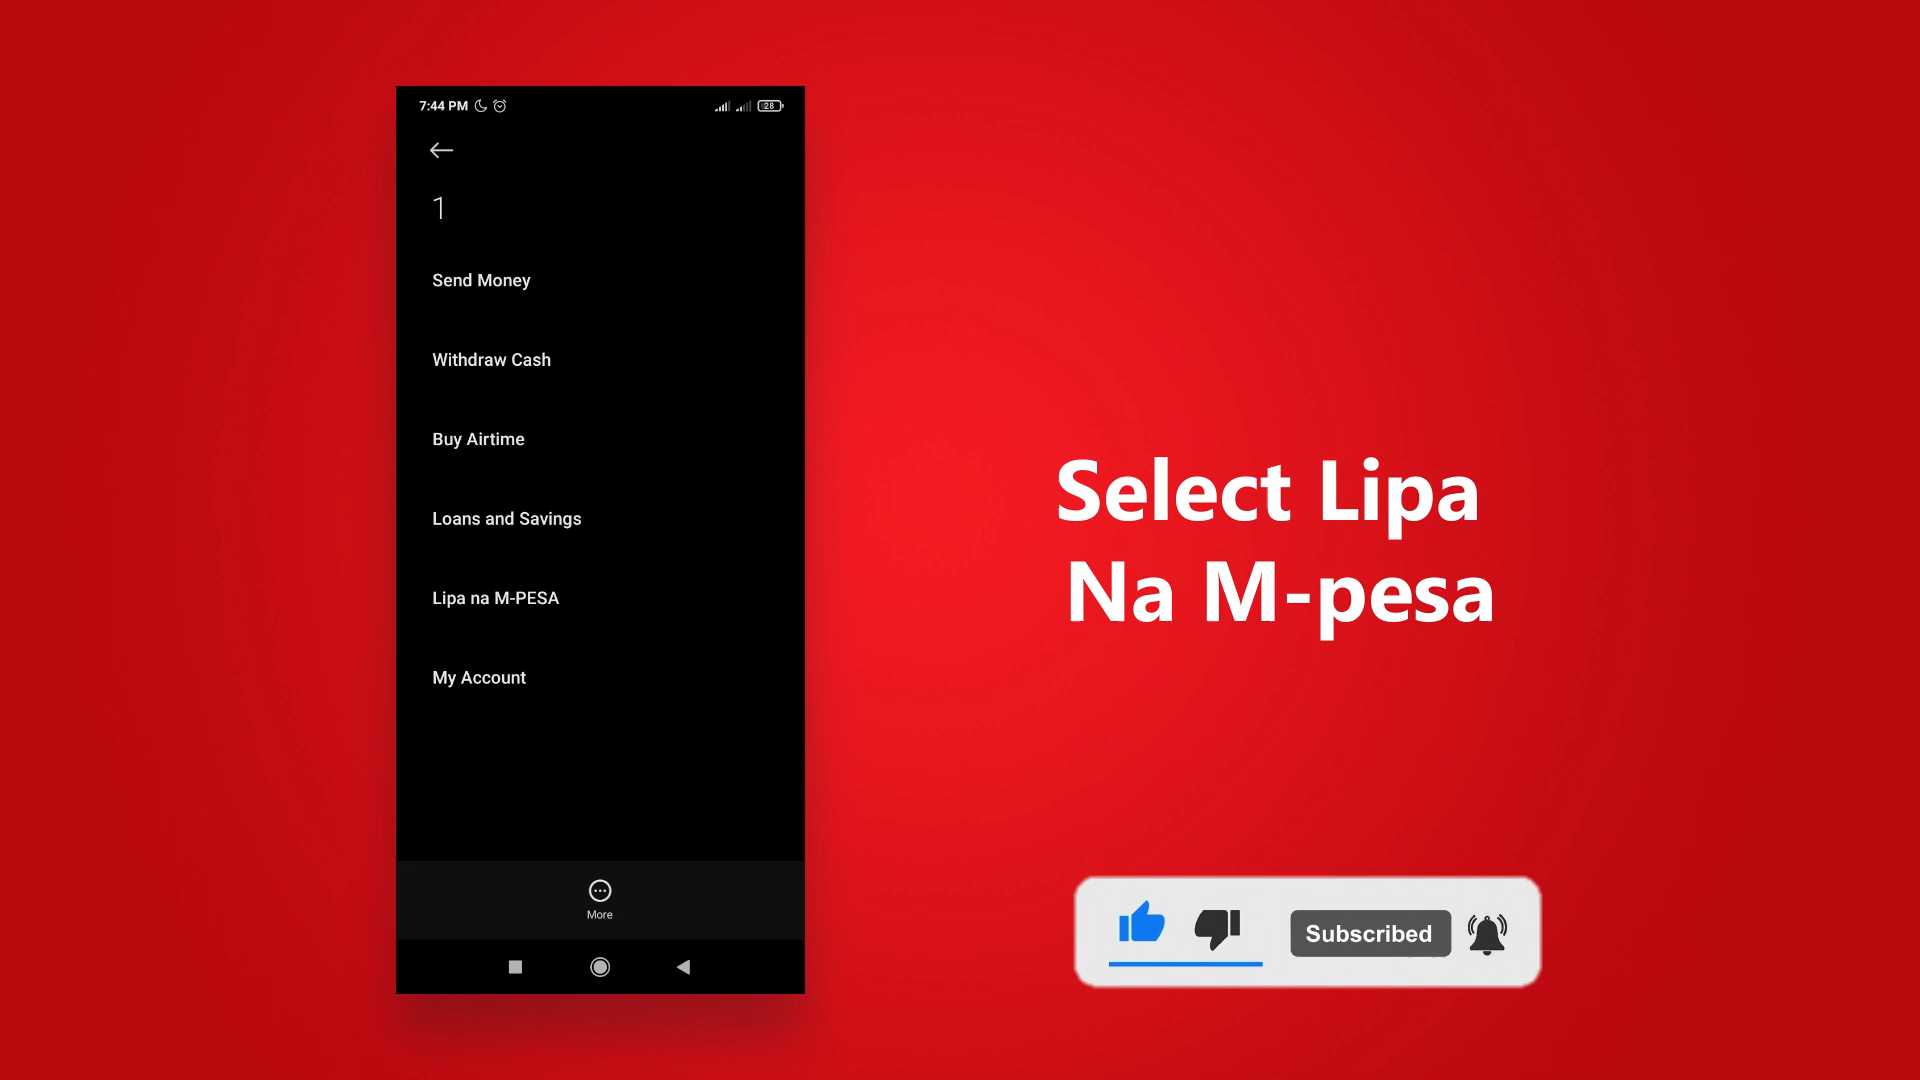 7:44 PM
28
1
Send Money
Withdraw Cash
Buy Airtime
Loans and Savings
Lipa na M-PESA
My Account
More
Select Lipa
Na M-pesa
Subscribed